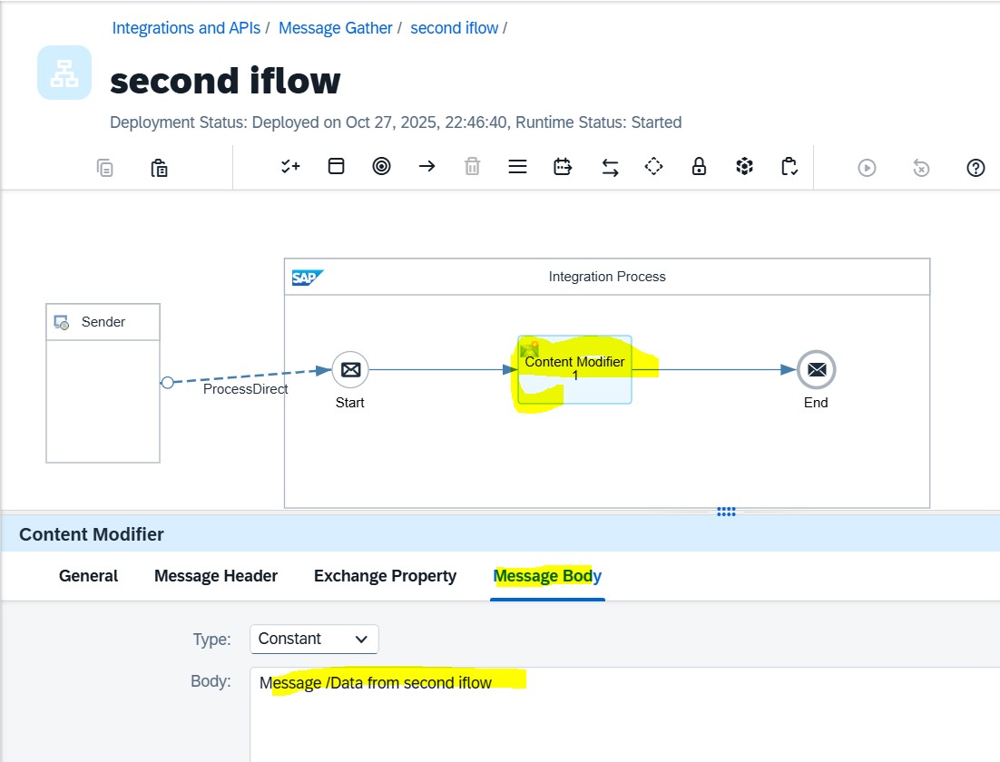 Integrations and APIs / Message Gather / second iflow /
second iflow
Deployment Status: Deployed on Oct 27, 2025, 22:46:40, Runtime Status: Started
SAP
Integration Process
Sender
ProcessDirect
Start
Content Modifier
1
End
Content Modifier
General Message Header Exchange Property Message Body
Type: Constant
Body: Message /Data from second iflow